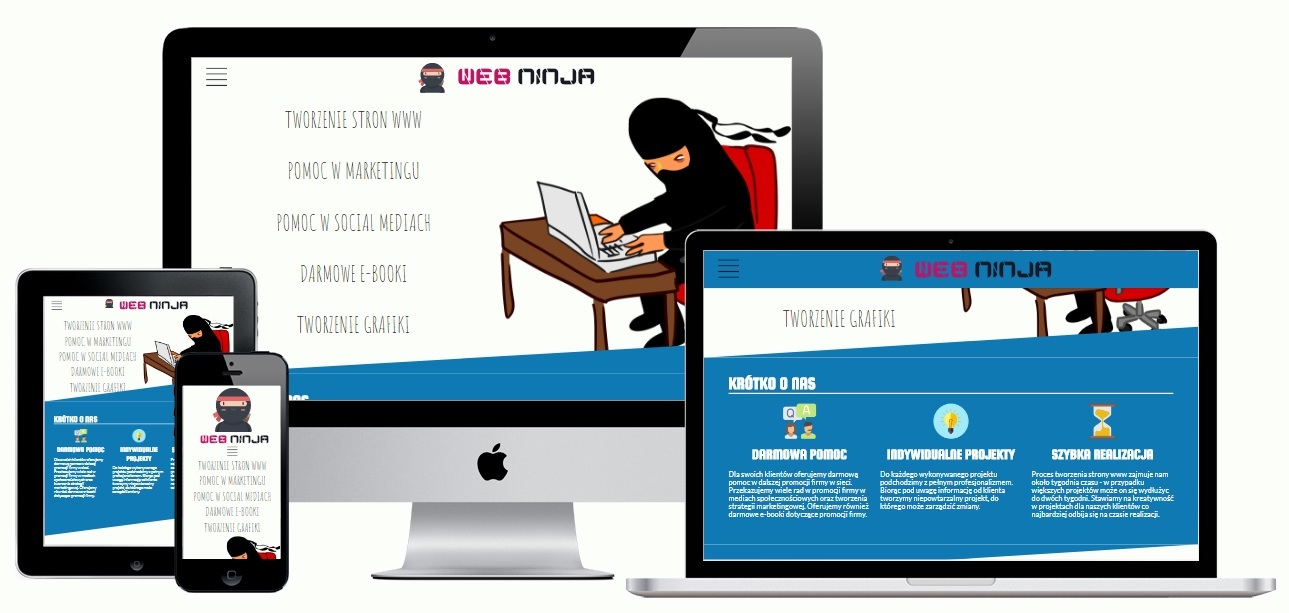 WEB NINJA
TWORZENIE STRON WWW
POMOC W MARKETINGU
POMOC W SOCIAL MEDIACH
DARMOWE E-BOOKI
TWORZENIE GRAFIKI
WEB NINJA
TWORZENIE STRON WWW
POMOC W MARKETINGU
POMOC W SOCIAL MEDIACH
DARMOWE E-BOOKI
TWORZENIE GRAFIKI
KRÓTKO O NAS
DARMOWA POMOC
INDYWIDUALNE
PROJEKTY
WEB NINJA
TWORZENIE STRON WWW
POMOC W MARKETINGU
POMOC W SOCIAL MEDIACH
DARMOWE E-BOOKI
TWORZENIE GRAFIKI
WEB NINJA
TWORZENIE GRAFIKI
KRÓTKO O NAS
Q A
DARMOWA POMOC
Dla swoich klientów oferujemy darmową
pomoc w dalszej promocji firmy w sieci.
Przekazujemy wiele rad w promocji firmy w
mediach społecznościowych oraz tworzenia
strategii marketingowej. Oferujemy również
darmowe e-booki dotyczące promocji firmy.
INDYWIDUALNE PROJEKTY
Do każdego wykonywanego projektu
podchodzimy z pełnym profesjonalizmem.
Biorąc pod uwagę informację od klienta
tworzymy niepowtarzalny projekt, do
którego może zarządzić zmiany.
SZYBKA REALIZACJA
Proces tworzenia strony www zajmuje nam
około tygodnia czasu - w przypadku
większych projektów może on się wydłużyc
do dwóch tygodni. Stawiamy na kreatywność
w projektach dla naszych klientów co
najbardziej odbija się na czasie realizacji.